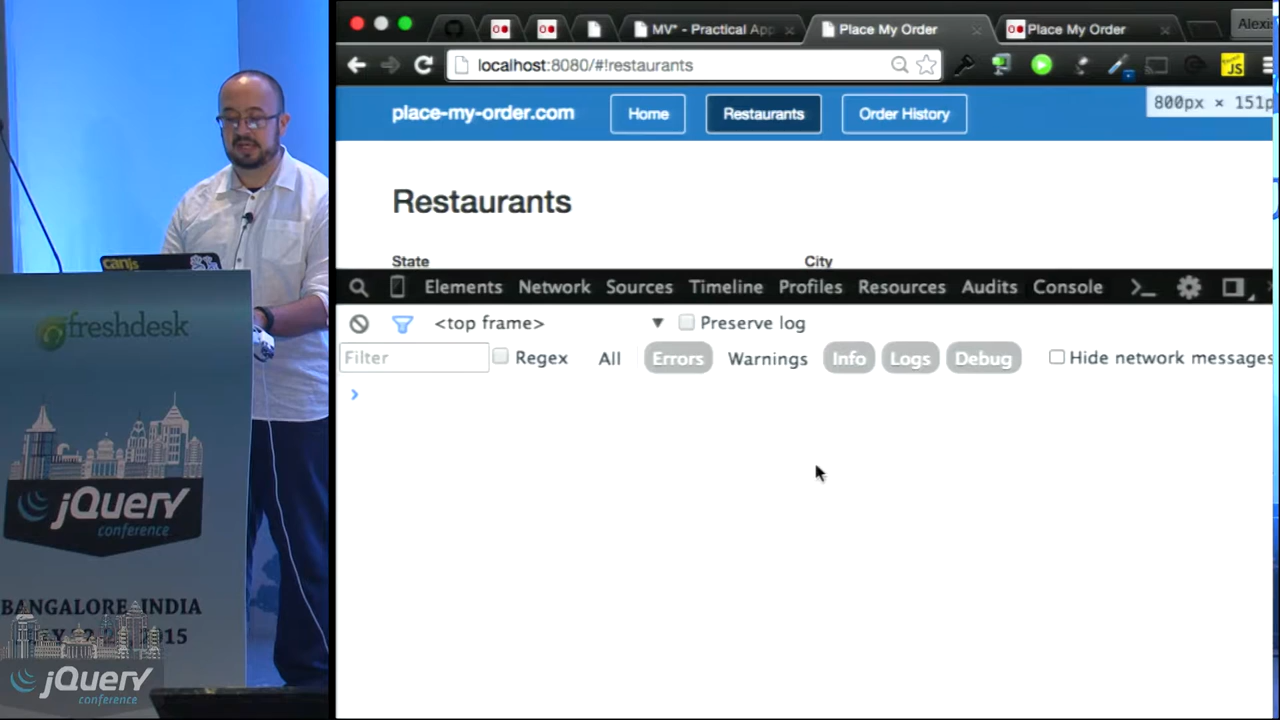 MV* - Practical App
Place My Order
Place My Order
Alexis
localhost:8080/#!restaurants
place-my-order.com
Home
Restaurants
Order History
800px × 151p
Restaurants
State
City
Elements
Network
Sources
Timeline
Profiles
Resources
Audits
Console
<top frame>
Preserve log
Filter
Regex
All
Errors
Warnings
Info
Logs
Debug
Hide network messages
JS
canjs
freshdesk
jQuery
conference
BANGALORE, INDIA
2015
jQuery
conference